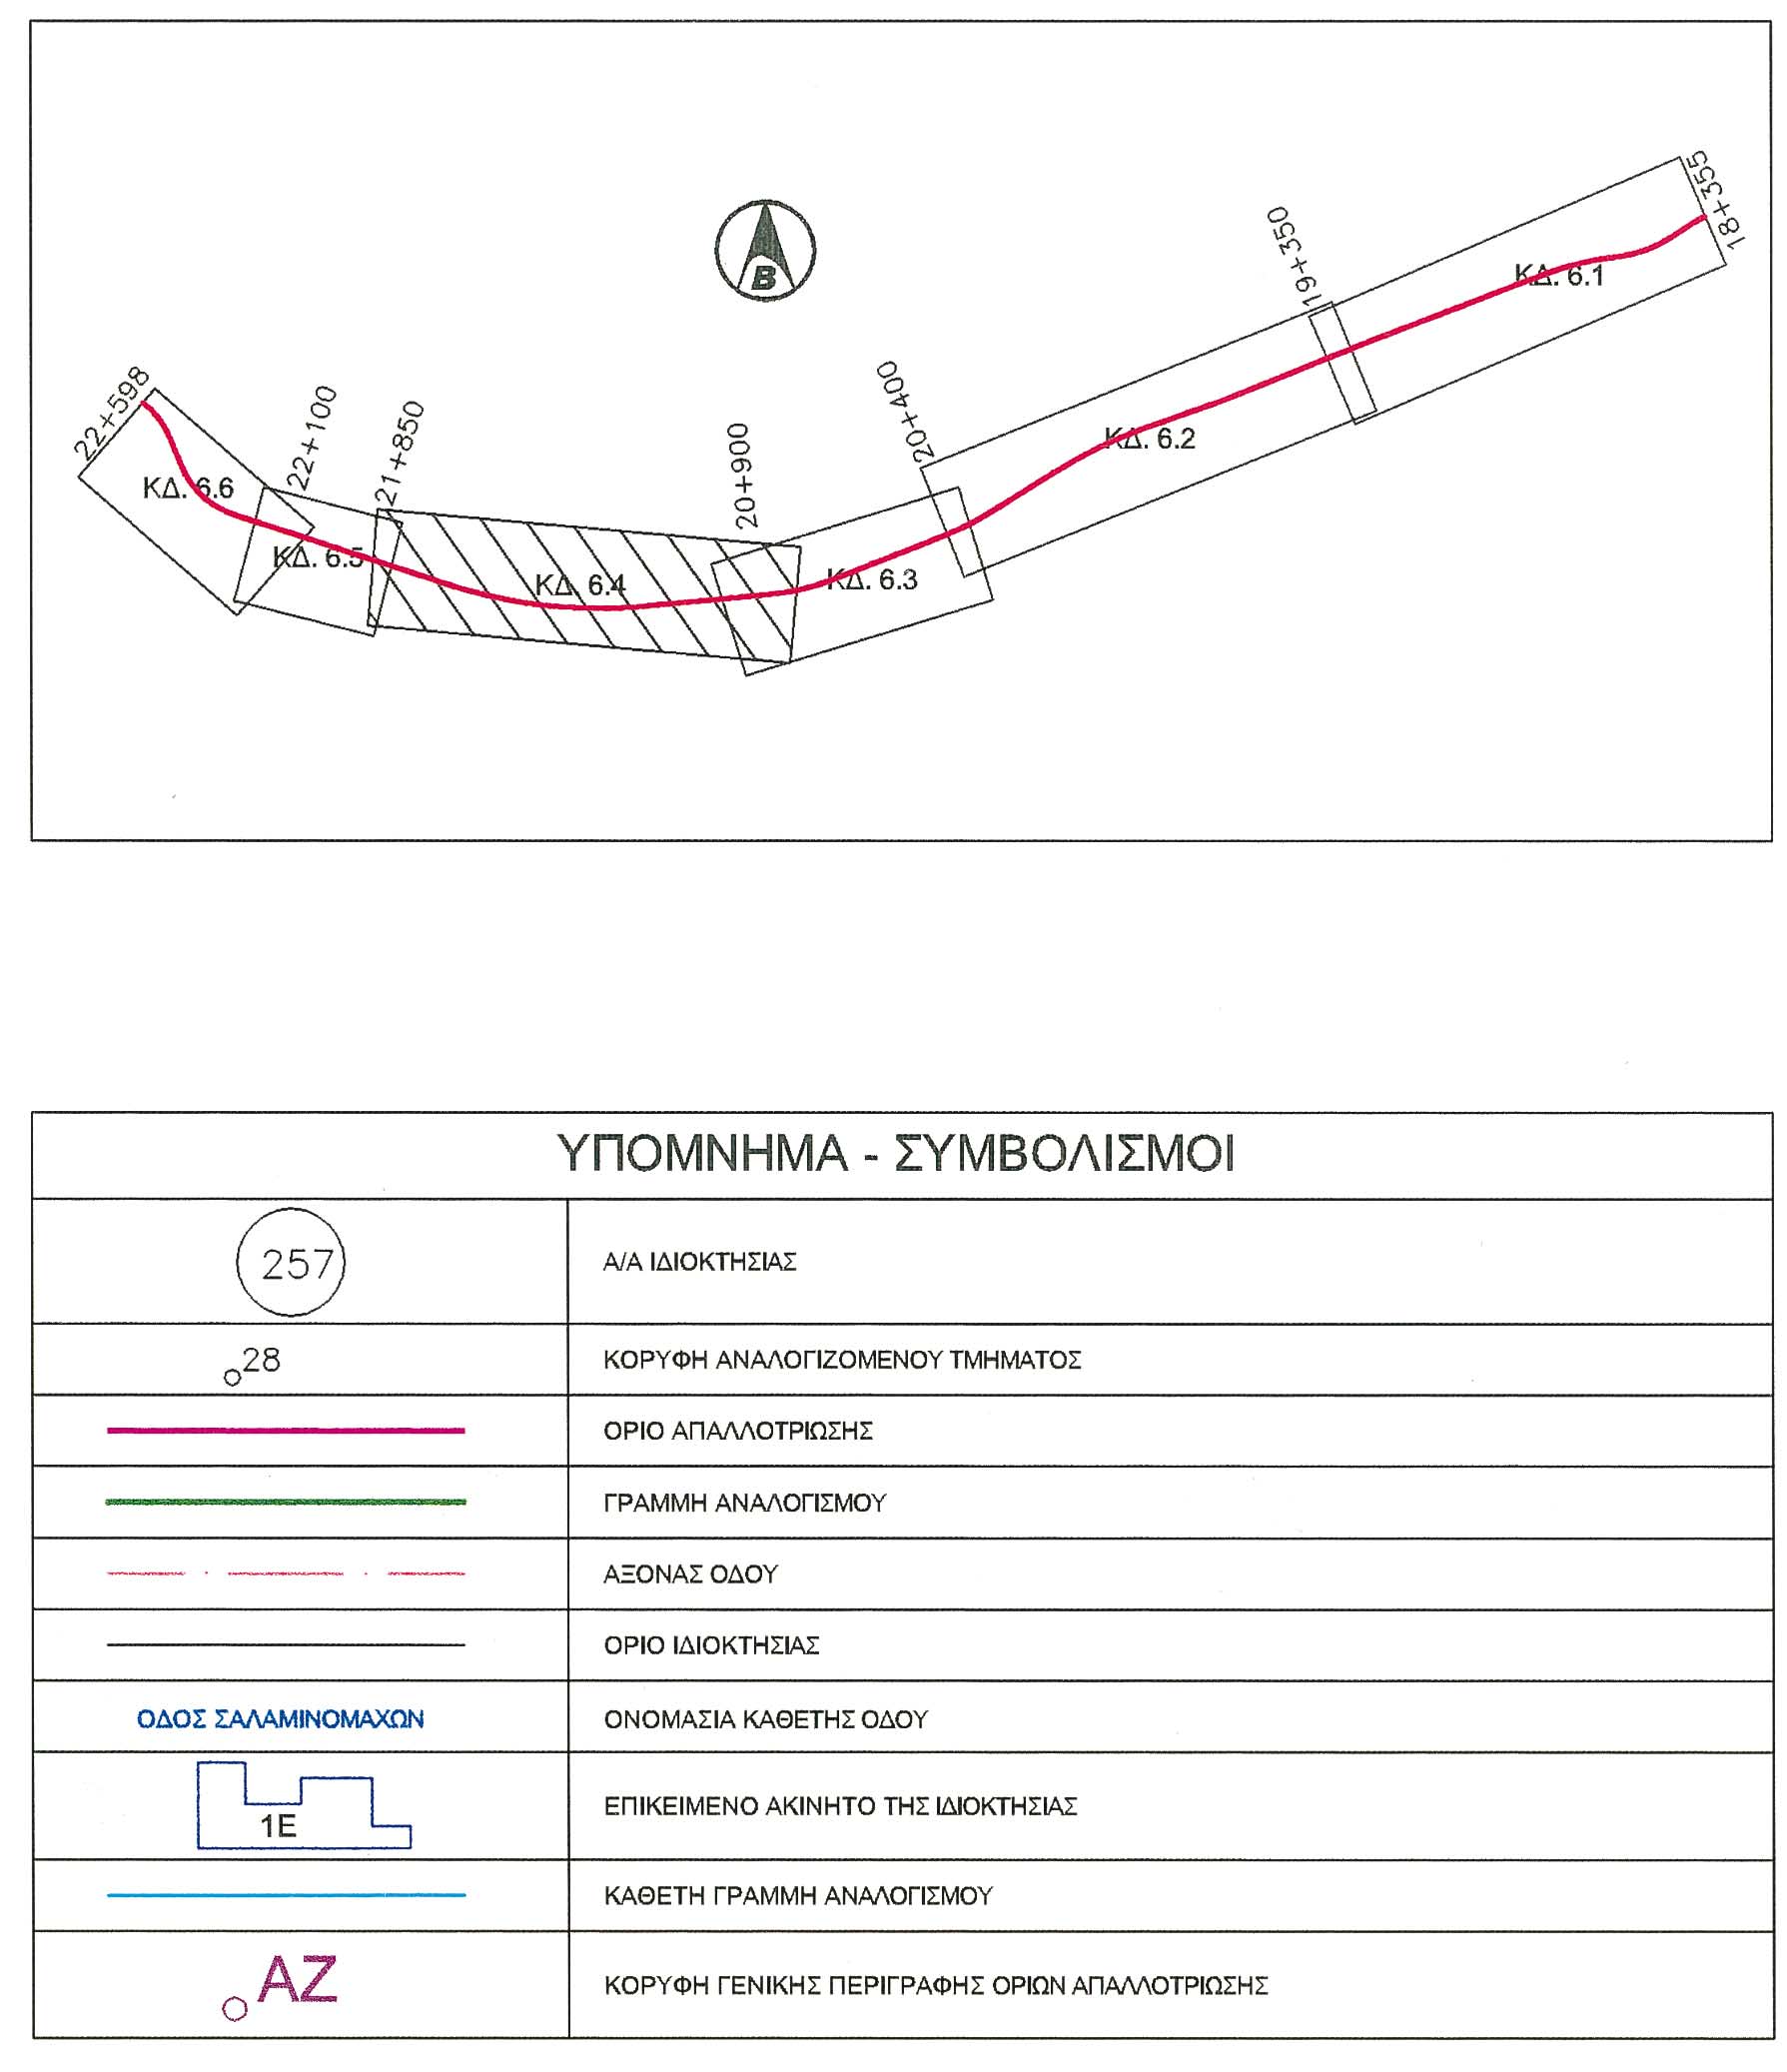 18+355
19+350
ΚΔ. 6.1
Β
20+400
ΚΔ. 6.2
22+598
22+100
21+850
20+900
ΚΔ. 6.6
ΚΔ. 6.5
ΚΔ. 6.4
ΚΔ. 6.3
ΥΠΟΜΝΗΜΑ - ΣΥΜΒΟΛΙΣΜΟΙ
257 Α/Α ΙΔΙΟΚΤΗΣΙΑΣ
28 ΚΟΡΥΦΗ ΑΝΑΛΟΓΙΖΟΜΕΝΟΥ ΤΜΗΜΑΤΟΣ
ΟΡΙΟ ΑΠΑΛΛΟΤΡΙΩΣΗΣ
ΓΡΑΜΜΗ ΑΝΑΛΟΓΙΣΜΟΥ
ΑΞΟΝΑΣ ΟΔΟΥ
ΟΡΙΟ ΙΔΙΟΚΤΗΣΙΑΣ
ΟΔΟΣ ΣΑΛΑΜΙΝΟΜΑΧΩΝ ΟΝΟΜΑΣΙΑ ΚΑΘΕΤΗΣ ΟΔΟΥ
1Ε ΕΠΙΚΕΙΜΕΝΟ ΑΚΙΝΗΤΟ ΤΗΣ ΙΔΙΟΚΤΗΣΙΑΣ
ΚΑΘΕΤΗ ΓΡΑΜΜΗ ΑΝΑΛΟΓΙΣΜΟΥ
ΑΖ ΚΟΡΥΦΗ ΓΕΝΙΚΗΣ ΠΕΡΙΓΡΑΦΗΣ ΟΡΙΩΝ ΑΠΑΛΛΟΤΡΙΩΣΗΣ